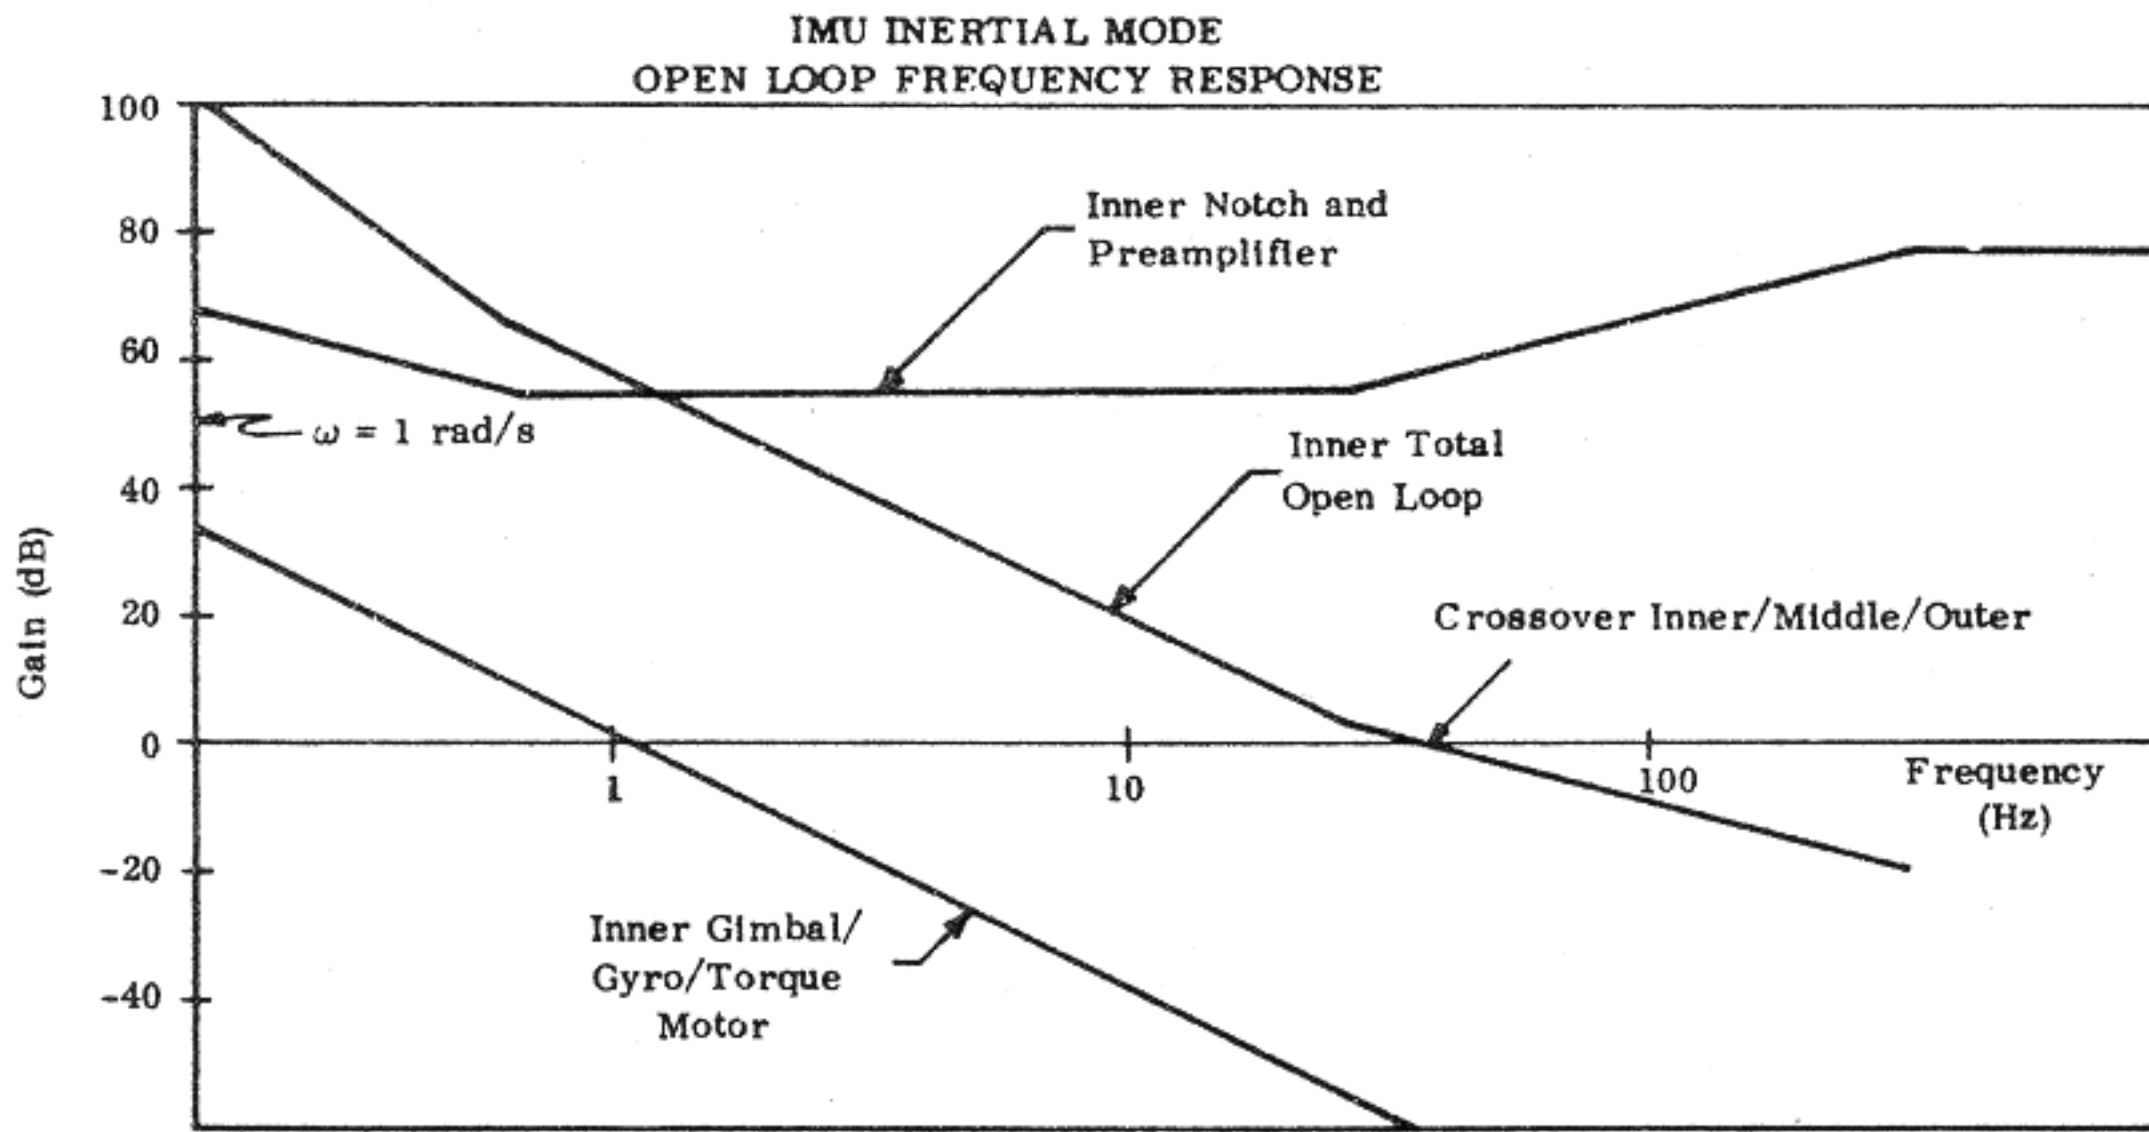 IMU INERTIAL MODE
OPEN LOOP FREQUENCY RESPONSE
100
80
60
40
20
0
-20
-40
Gain (dB)
Inner Notch and
Preamplifier
ω = 1 rad/s
Inner Total
Open Loop
Crossover Inner/Middle/Outer
1
10
100
Frequency
(Hz)
Inner Gimbal/
Gyro/Torque
Motor